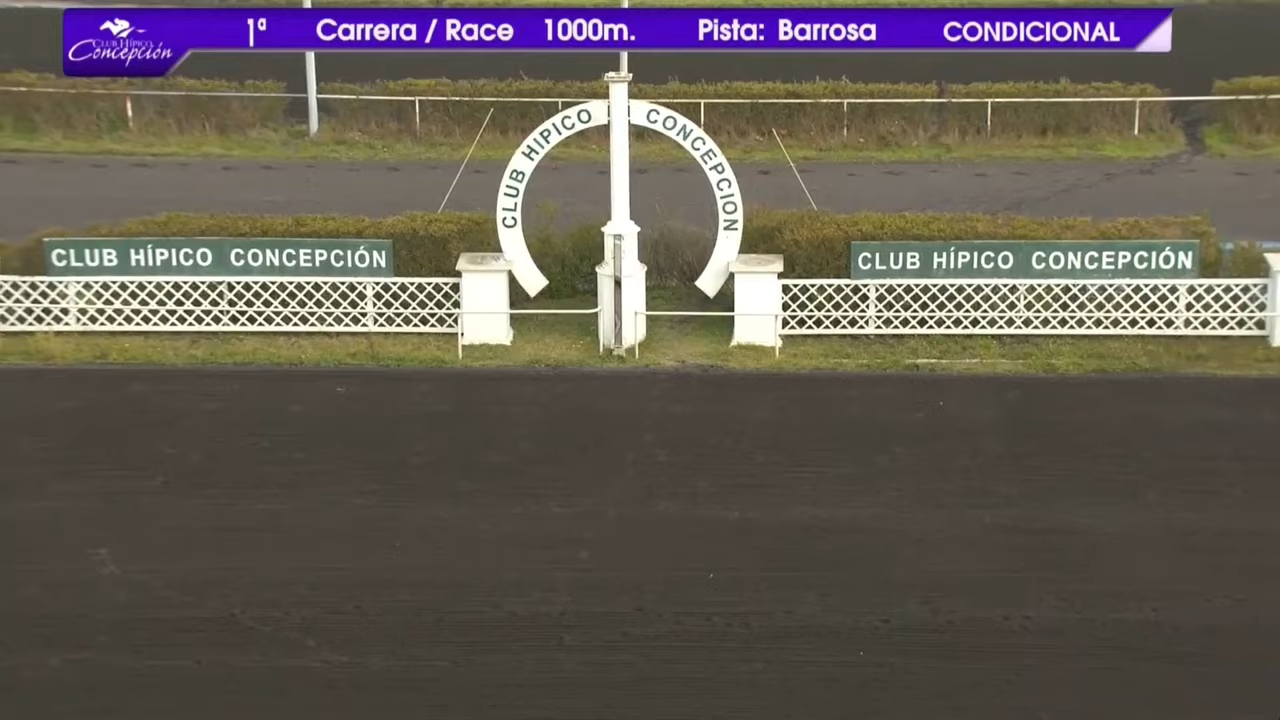 CLUB HÍPICO
Concepción
1ª Carrera / Race 1000m. Pista: Barrosa CONDICIONAL
CLUB HIPICO CONCEPCION
CLUB HÍPICO CONCEPCIÓN
CLUB HÍPICO CONCEPCIÓN